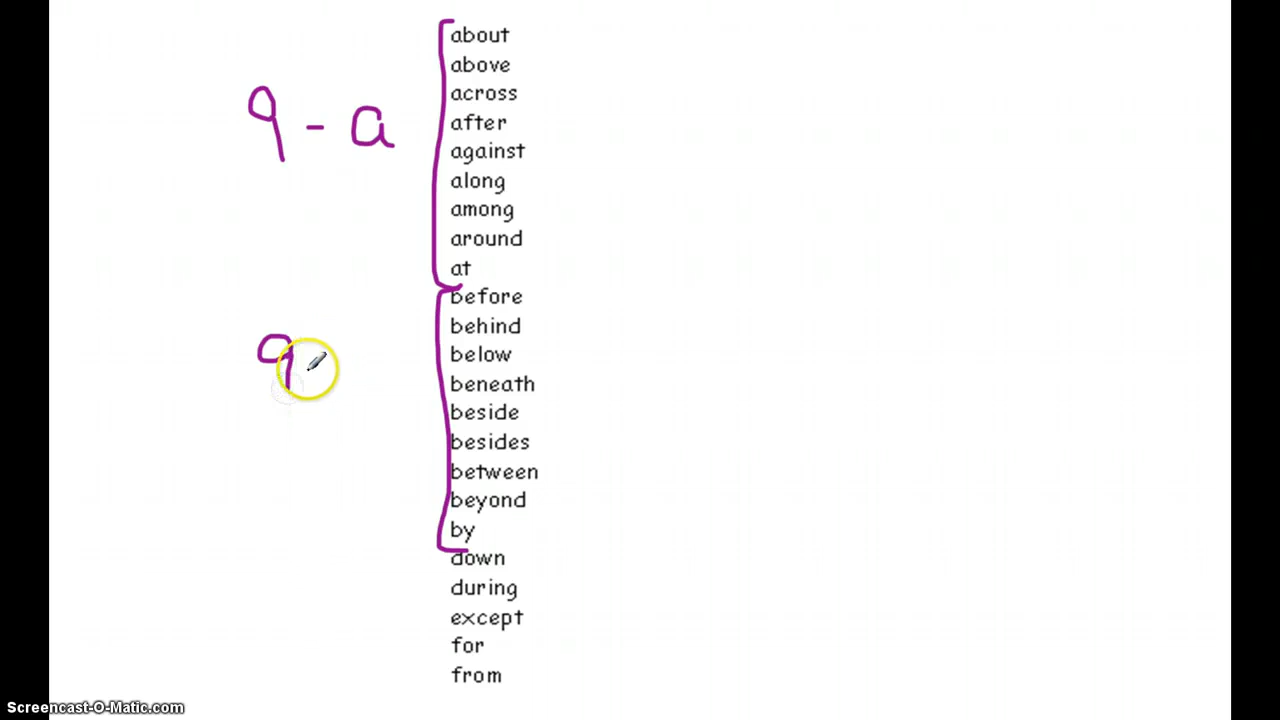 about
above
across
9 - a
after
against
along
among
around
at
before
behind
9
below
beneath
beside
besides
between
beyond
by
down
during
except
for
from
Screencast-O-Matic.com